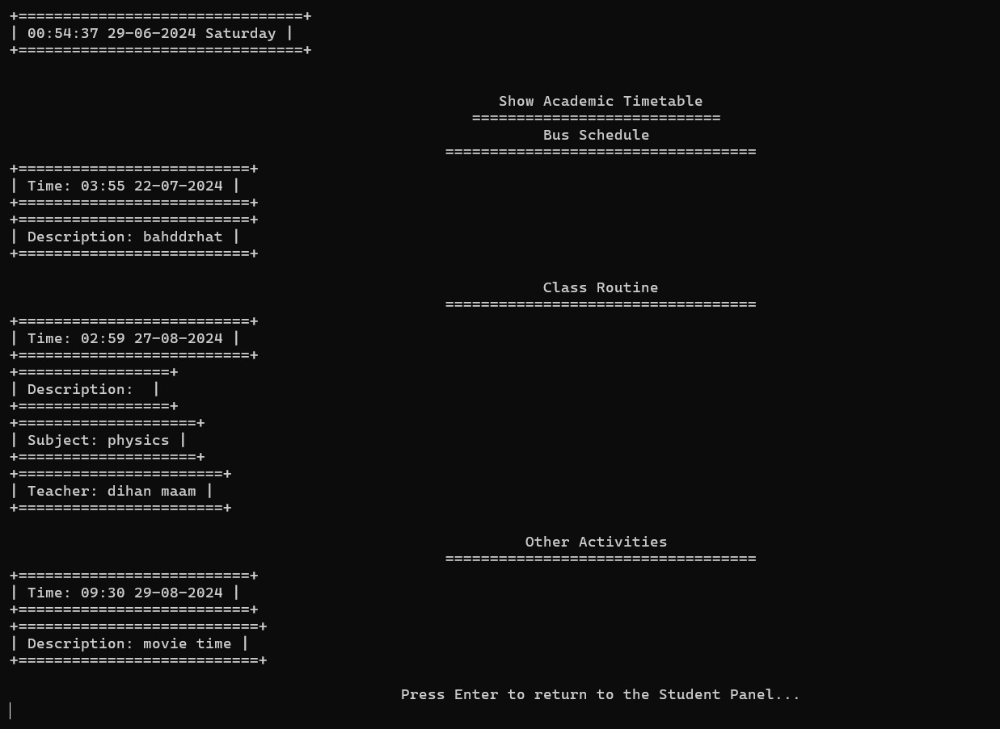 +================================+
| 00:54:37 29-06-2024 Saturday |
+================================+
Show Academic Timetable
============================
Bus Schedule
===================================
+==========================+
| Time: 03:55 22-07-2024 |
+==========================+
+==========================+
| Description: bahddrhat |
+==========================+
Class Routine
===================================
+==========================+
| Time: 02:59 27-08-2024 |
+==========================+
+=================+
| Description:  |
+=================+
+====================+
| Subject: physics |
+====================+
+=======================+
| Teacher: dihan maam |
+=======================+
Other Activities
===================================
+==========================+
| Time: 09:30 29-08-2024 |
+==========================+
+===========================+
| Description: movie time |
+===========================+
Press Enter to return to the Student Panel...